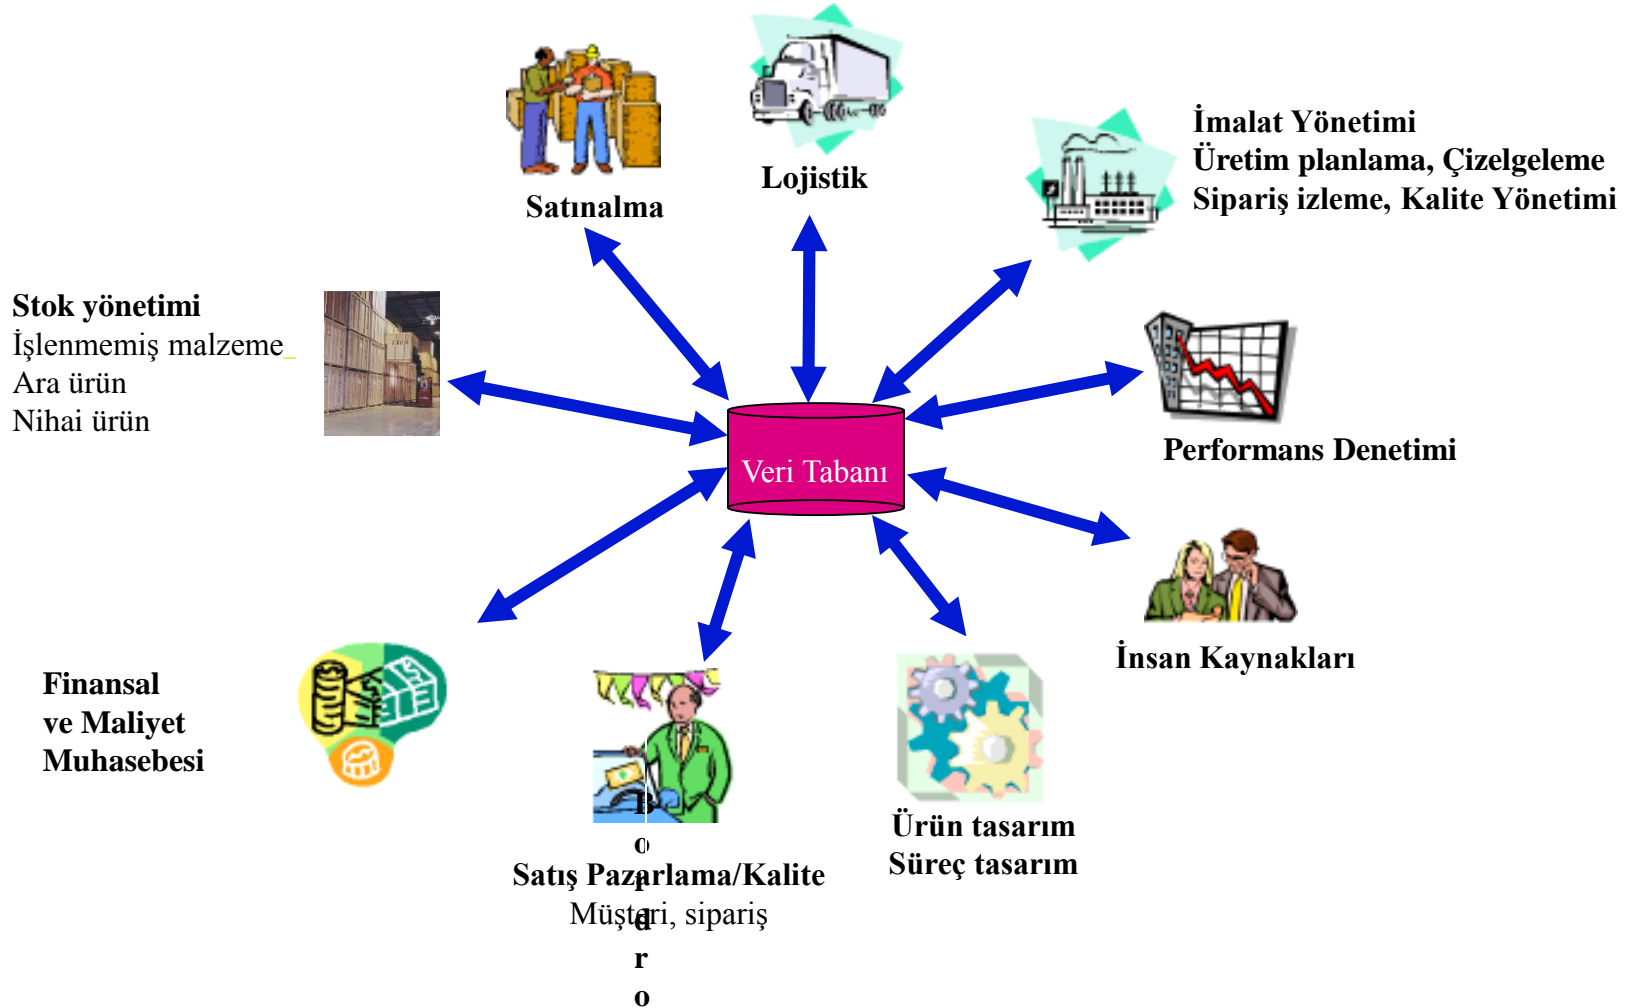 Satınalma
Lojistik
İmalat Yönetimi
Üretim planlama, Çizelgeleme
Sipariş izleme, Kalite Yönetimi
Stok yönetimi
İşlenmemiş malzeme
Ara ürün
Nihai ürün
Performans Denetimi
Veri Tabanı
İnsan Kaynakları
Finansal
ve Maliyet
Muhasebesi
Ürün tasarım
Süreç tasarım
Satış Pazarlama/Kalite
Müşteri, sipariş
B
o
r
d
r
o